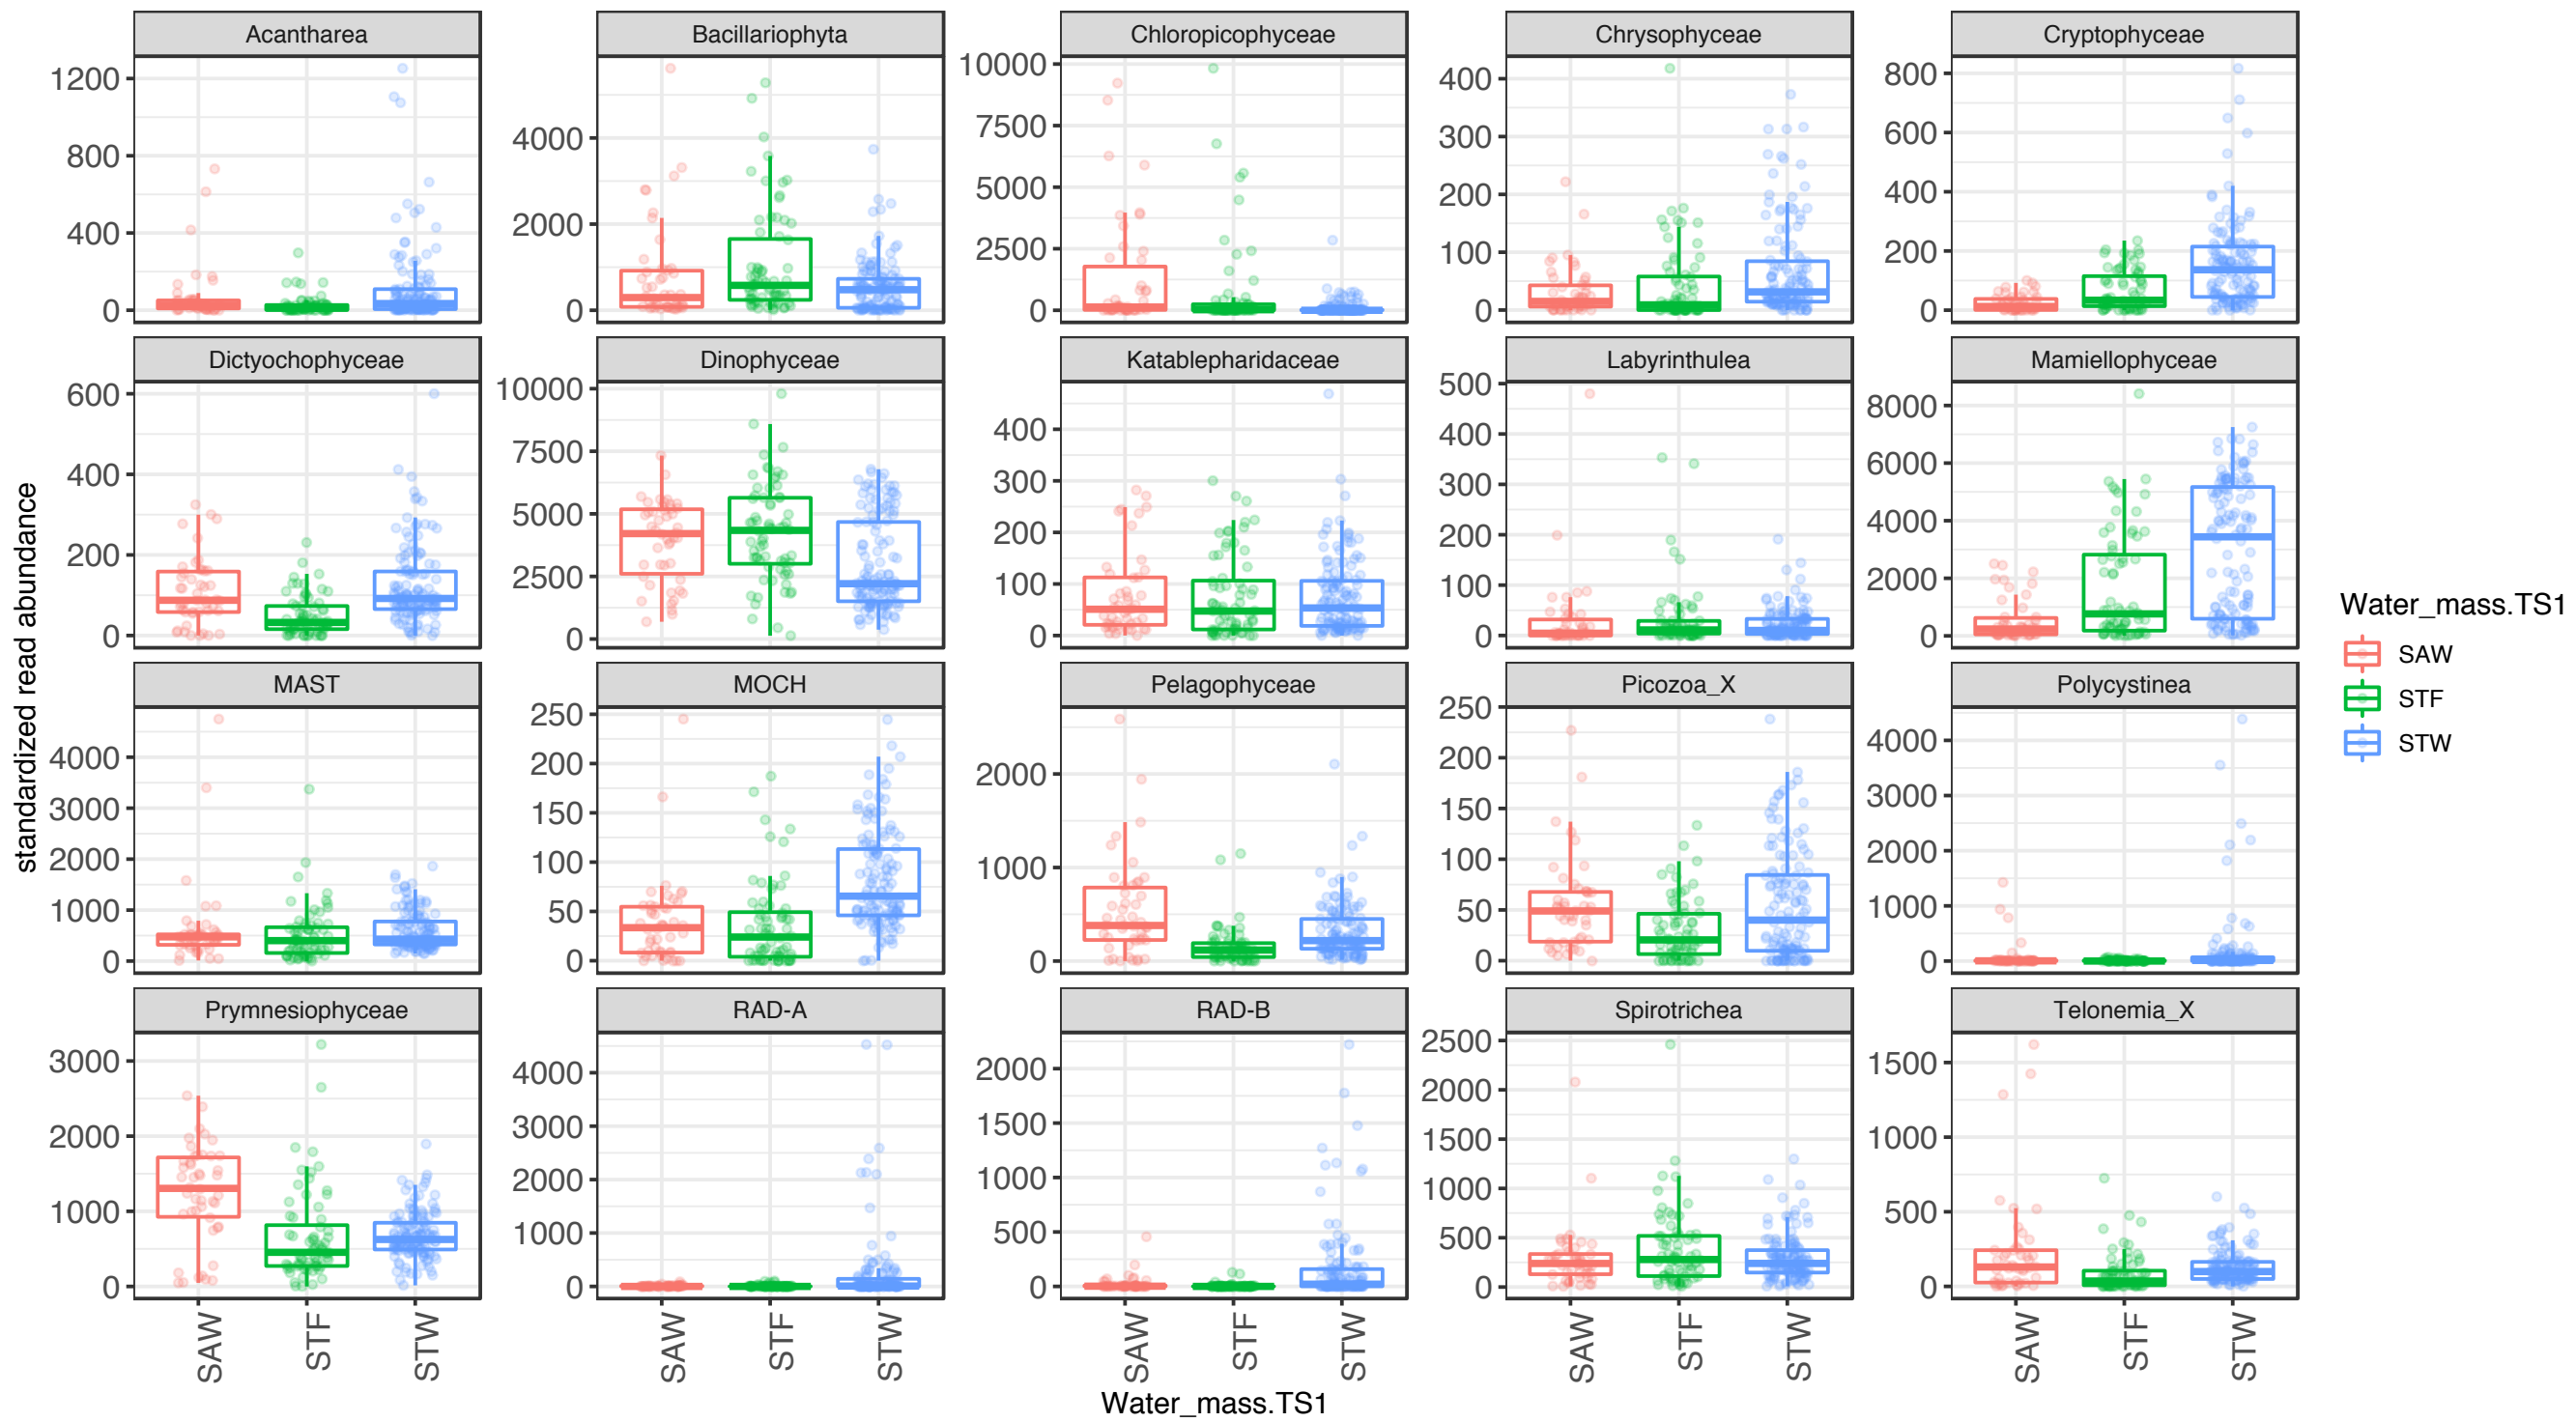 Acantharea Bacillariophyta Chloropicophyceae Chrysophyceae Cryptophyceae
1200 800 400 0
4000 2000 0
10000 7500 5000 2500 0
400 300 200 100 0
800 600 400 200 0
Dictyochophyceae Dinophyceae Katablepharidaceae Labyrinthulea Mamiellophyceae
600 400 200 0
10000 7500 5000 2500 0
400 300 200 100 0
500 400 300 200 100 0
8000 6000 4000 2000 0
standardized read abundance
Water_mass.TS1
SAW
STF
STW
MAST MOCH Pelagophyceae Picozoa_X Polycystinea
4000 3000 2000 1000 0
250 200 150 100 50 0
2000 1000 0
250 200 150 100 50 0
4000 3000 2000 1000 0
Prymnesiophyceae RAD-A RAD-B Spirotrichea Telonemia_X
3000 2000 1000 0
4000 3000 2000 1000 0
2000 1500 1000 500 0
2500 2000 1500 1000 500 0
1500 1000 500 0
SAW STF STW SAW STF STW SAW STF STW SAW STF STW SAW STF STW
Water_mass.TS1